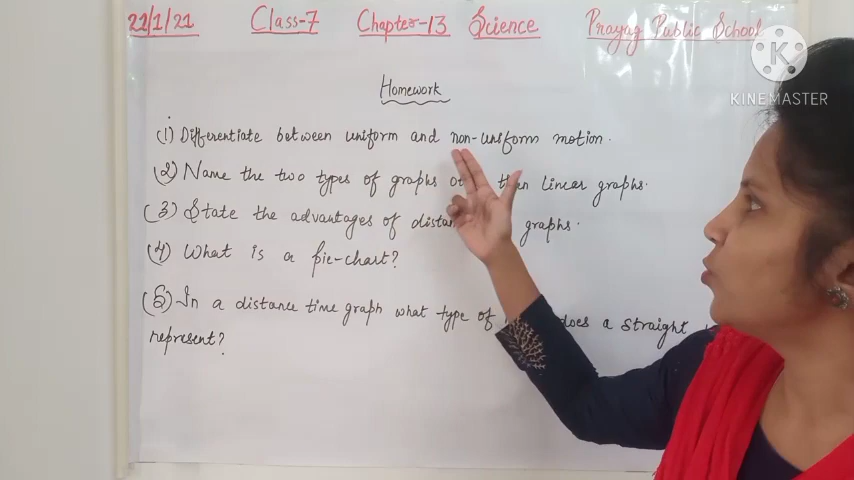 21/1/21 Class-7 Chapter-13 Science Prayag Public School
KINEMASTER
Homework
(1) Differentiate between uniform and non-uniform motion.
(2) Name the two types of graphs than linear graphs.
(3) State the advantages of graphs.
(4) What is a pie-chart?
(5) In a distance time graph what type of does a straight
represent?